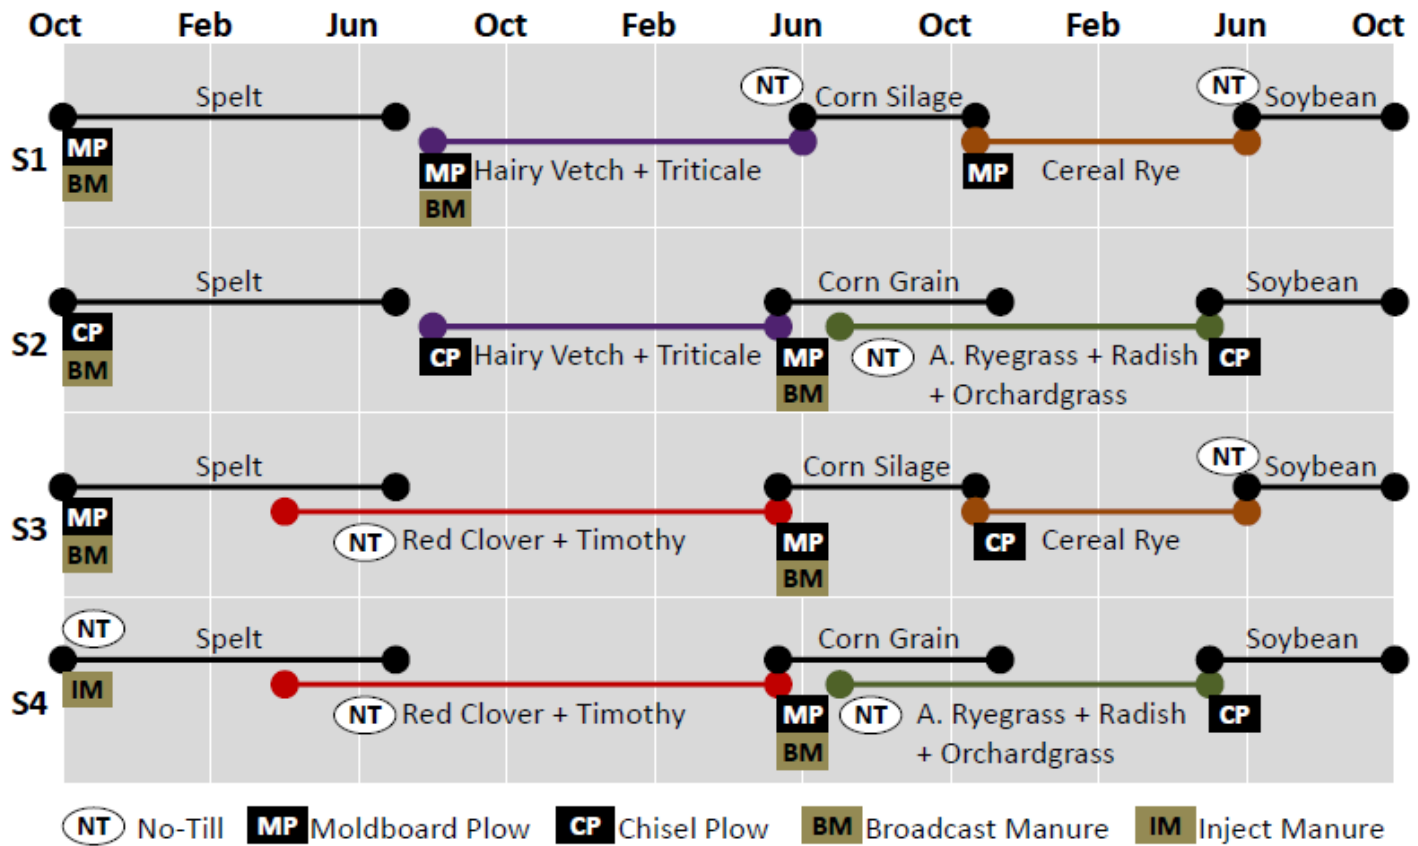 Oct Feb Jun Oct Feb Jun Oct Feb Jun Oct
NT NT
Spelt Corn Silage Soybean
S1
MP MP Hairy Vetch + Triticale MP Cereal Rye
BM BM
Spelt Corn Grain Soybean
S2
CP CP Hairy Vetch + Triticale MP NT A. Ryegrass + Radish CP
BM BM + Orchardgrass
NT
Spelt Corn Silage Soybean
S3
MP NT Red Clover + Timothy MP CP Cereal Rye
BM BM
NT
Spelt Corn Grain Soybean
IM
S4
NT Red Clover + Timothy MP NT A. Ryegrass + Radish CP
BM + Orchardgrass
NT No-Till MP Moldboard Plow CP Chisel Plow BM Broadcast Manure IM Inject Manure